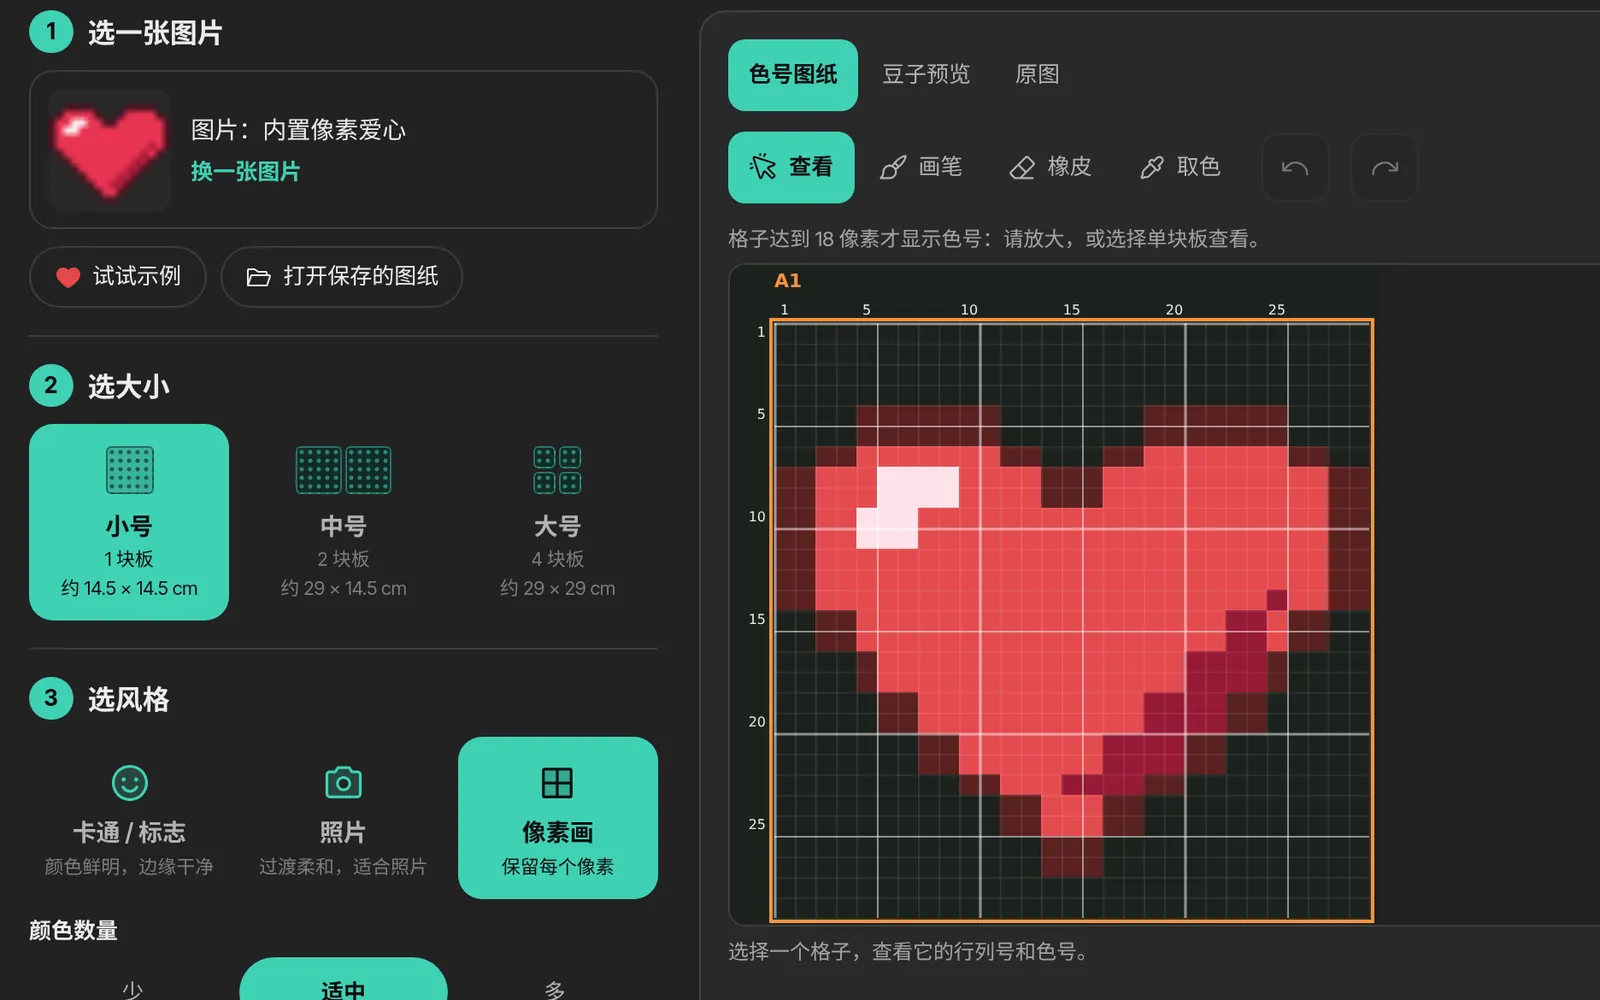 1 选一张图片
图片：内置像素爱心
换一张图片
试试示例
打开保存的图纸
2 选大小
小号
1 块板
约 14.5 × 14.5 cm
中号
2 块板
约 29 × 14.5 cm
大号
4 块板
约 29 × 29 cm
3 选风格
卡通 / 标志
颜色鲜明，边缘干净
照片
过渡柔和，适合照片
像素画
保留每个像素
颜色数量
少 适中 多
色号图纸 豆子预览 原图
查看 画笔 橡皮 取色
格子达到 18 像素才显示色号：请放大，或选择单块板查看。
A1
1 5 10 15 20 25
1
5
10
15
20
25
选择一个格子，查看它的行列号和色号。